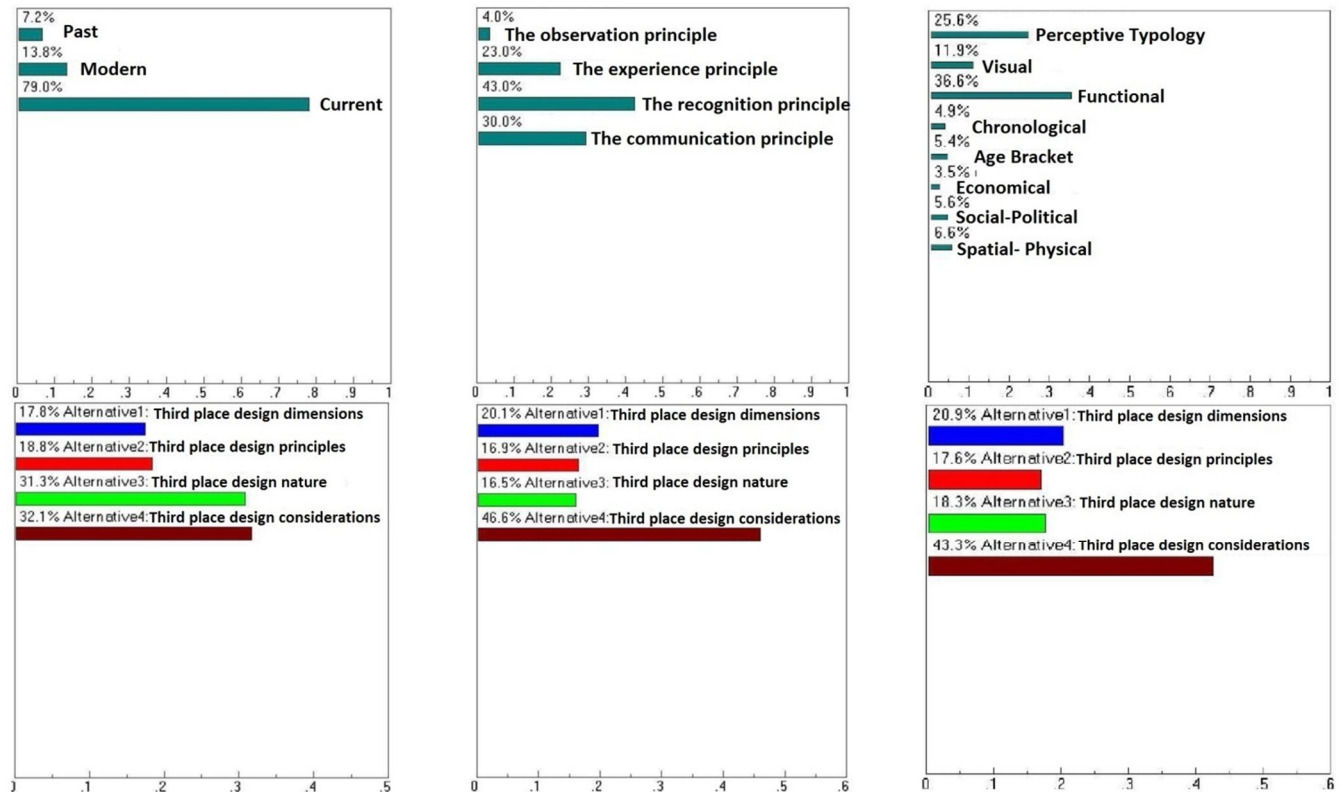 7.2%
Past
13.8%
Modern
79.0%
Current
0 .1 .2 .3 .4 .5 .6 .7 .8 .9 1
4.0%
The observation principle
23.0%
The experience principle
43.0%
The recognition principle
30.0%
The communication principle
0 .1 .2 .3 .4 .5 .6 .7 .8 .9 1
25.6%
Perceptive Typology
11.9%
Visual
36.6%
Functional
4.9%
Chronological
5.4%
Age Bracket
3.5%
Economical
5.6%
Social-Political
6.6%
Spatial- Physical
0 .1 .2 .3 .4 .5 .6 .7 .8 .9 1
17.8% Alternative1: Third place design dimensions
18.8% Alternative2:Third place design principles
31.3% Alternative3: Third place design nature
32.1% Alternative4:Third place design considerations
.1 .2 .3 .4 .5
20.1% Alternative1:Third place design dimensions
16.9% Alternative2:Third place design principles
16.5% Alternative3: Third place design nature
46.6% Alternative4:Third place design considerations
0 .1 .2 .3 .4 .5 .6
20.9% Alternative1:Third place design dimensions
17.6% Alternative2:Third place design principles
18.3% Alternative3: Third place design nature
43.3% Alternative4: Third place design considerations
0 .1 .2 .3 .4 .5 .6